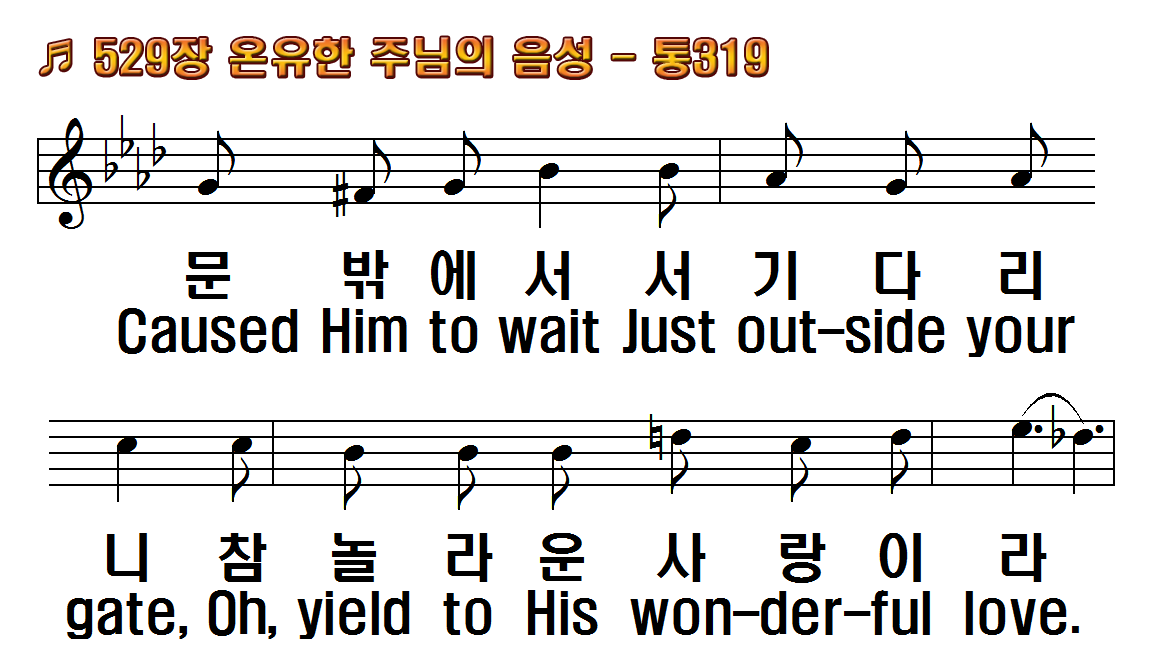 529장 온유한 주님의 음성 - 통319
문 밖 에 서 서 기 다 리
Caused Him to wait Just out-side your
니 참 놀 라 운 사 랑 이 라
gate, Oh, yield to His won-der-ful love.